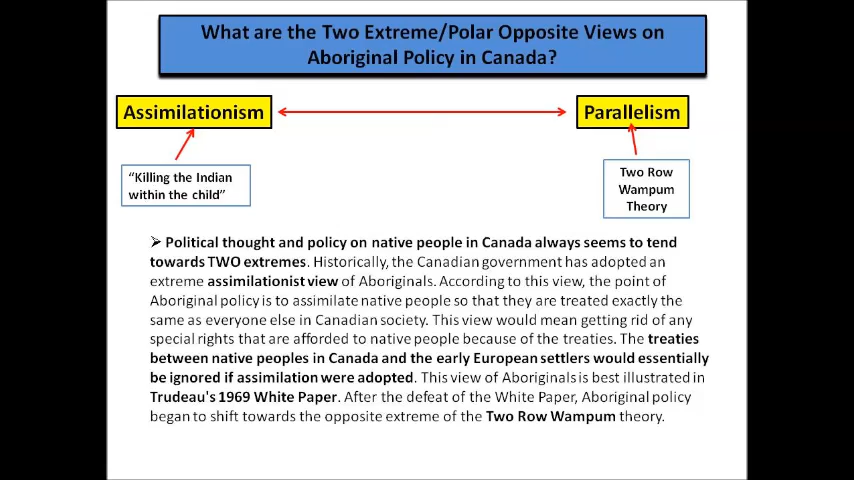 What are the Two Extreme/Polar Opposite Views on
Aboriginal Policy in Canada?
Assimilationism
Parallelism
“Killing the Indian
within the child”
Two Row
Wampum
Theory
➢ Political thought and policy on native people in Canada always seems to tend
towards TWO extremes. Historically, the Canadian government has adopted an
extreme assimilationist view of Aboriginals. According to this view, the point of
Aboriginal policy is to assimilate native people so that they are treated exactly the
same as everyone else in Canadian society. This view would mean getting rid of any
special rights that are afforded to native people because of the treaties. The treaties
between native peoples in Canada and the early European settlers would essentially
be ignored if assimilation were adopted. This view of Aboriginals is best illustrated in
Trudeau's 1969 White Paper. After the defeat of the White Paper, Aboriginal policy
began to shift towards the opposite extreme of the Two Row Wampum theory.